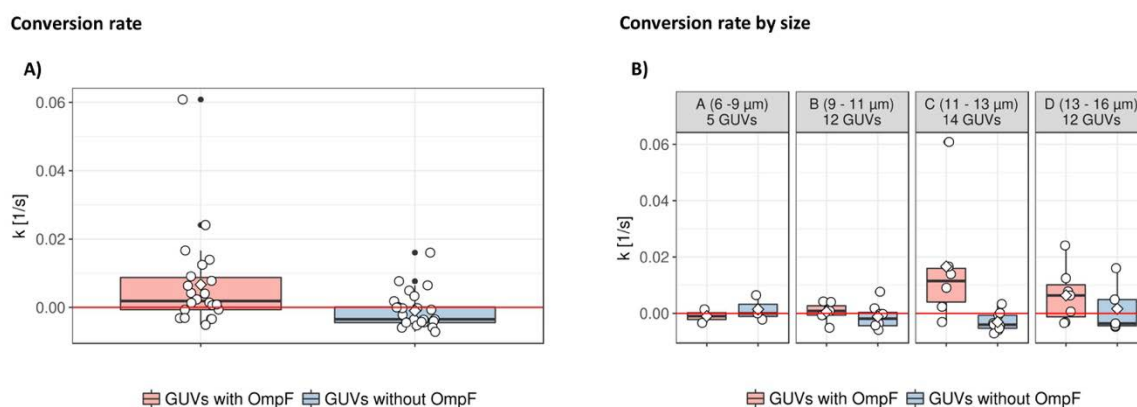 Conversion rate
A)
0.06
0.04
0.02
0.00
k [1/s]
GUVs with OmpF GUVs without OmpF
Conversion rate by size
B)
A (6 -9 µm)
5 GUVs
B (9 - 11 µm)
12 GUVs
C (11 - 13 µm)
14 GUVs
D (13 - 16 µm)
12 GUVs
0.06
0.04
0.02
0.00
k [1/s]
GUVs with OmpF GUVs without OmpF